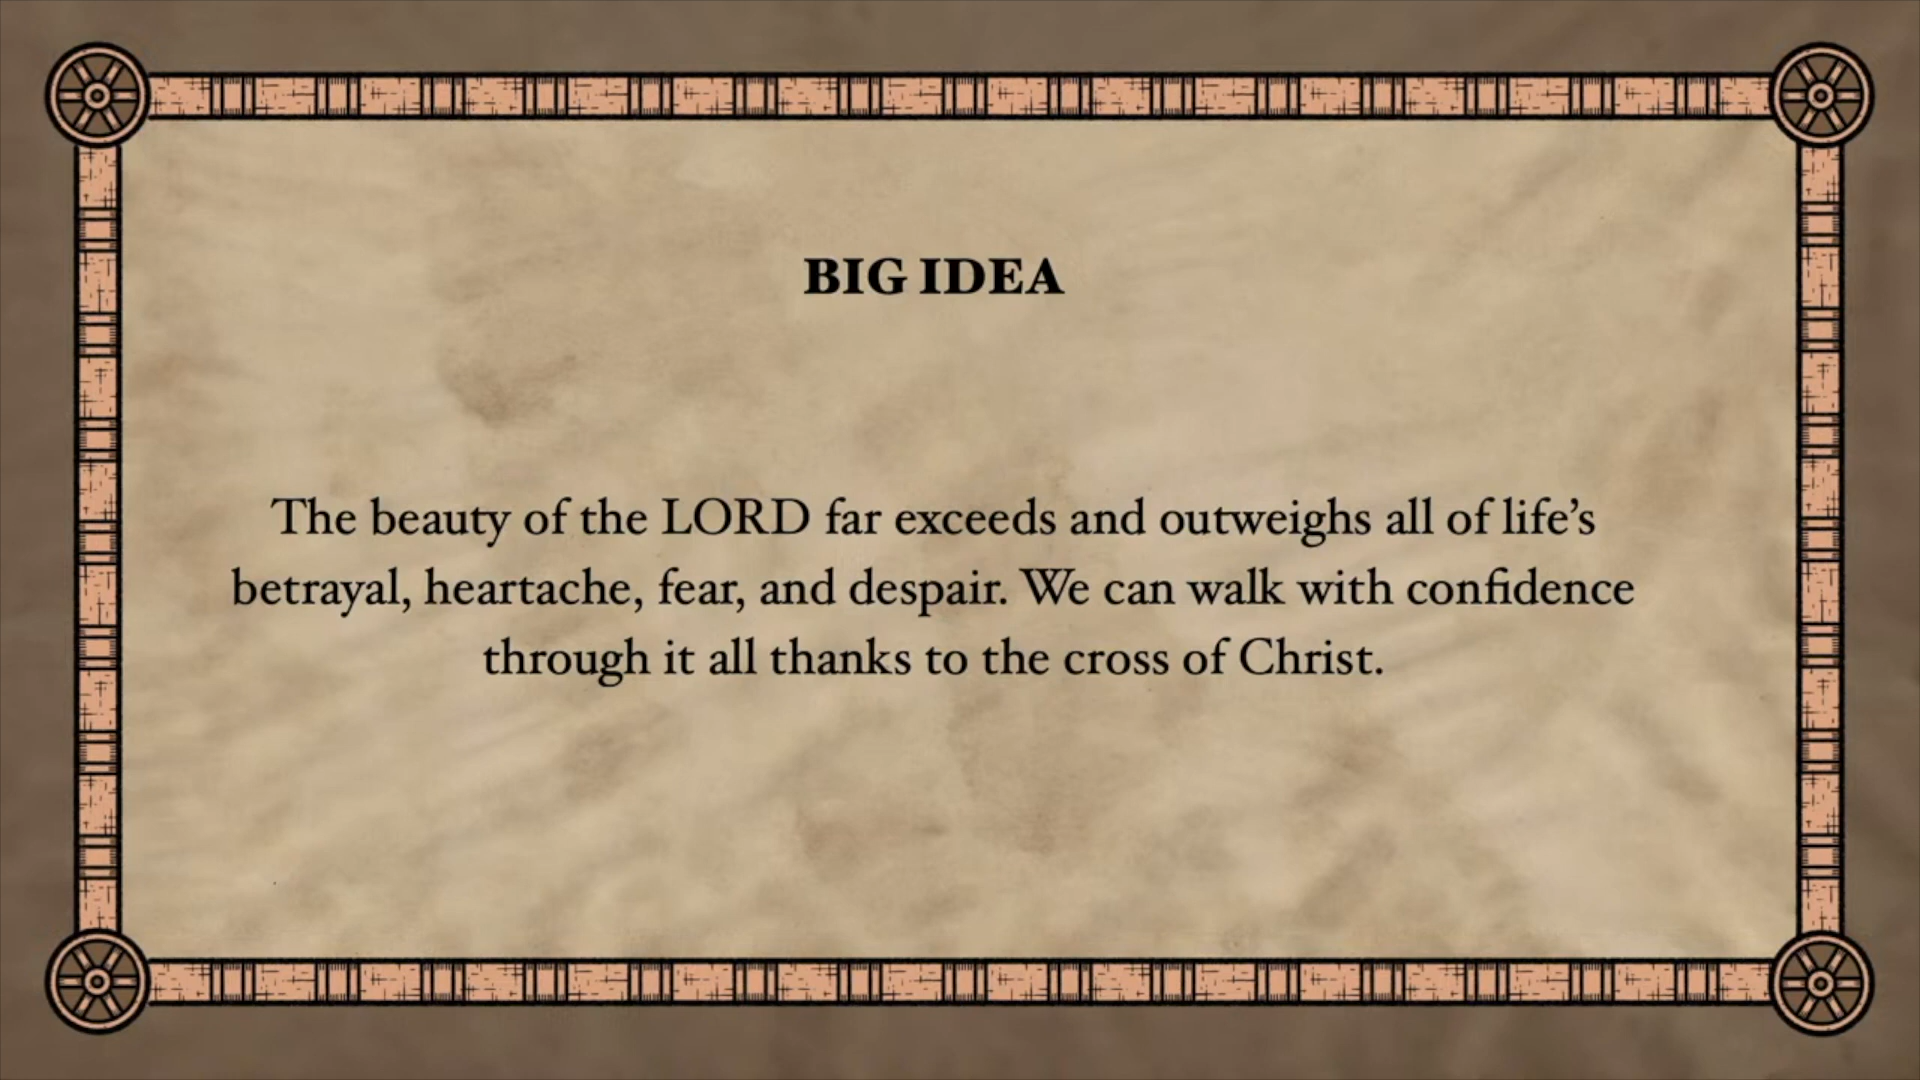 BIG IDEA
The beauty of the LORD far exceeds and outweighs all of life’s
betrayal, heartache, fear, and despair. We can walk with confidence
through it all thanks to the cross of Christ.